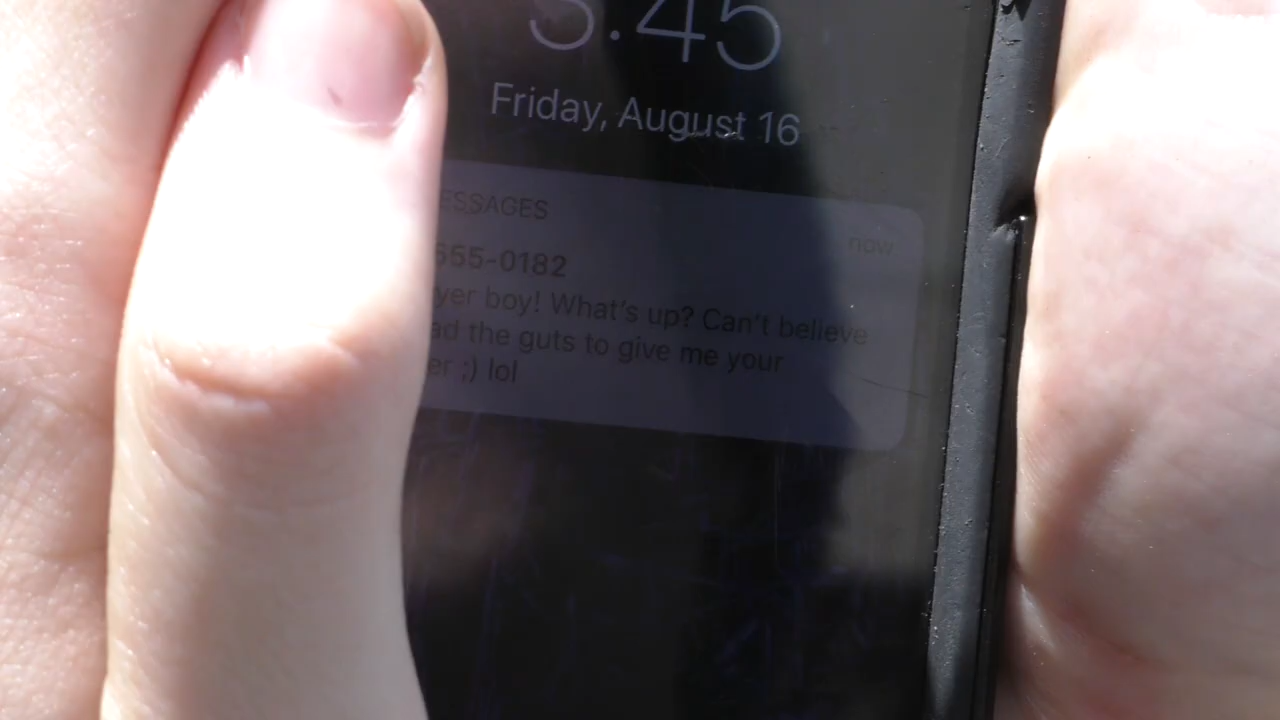 3:45
Friday, August 16
ESSAGES
now
555-0182
yer boy! What's up? Can't believe
ad the guts to give me your
er ;) lol